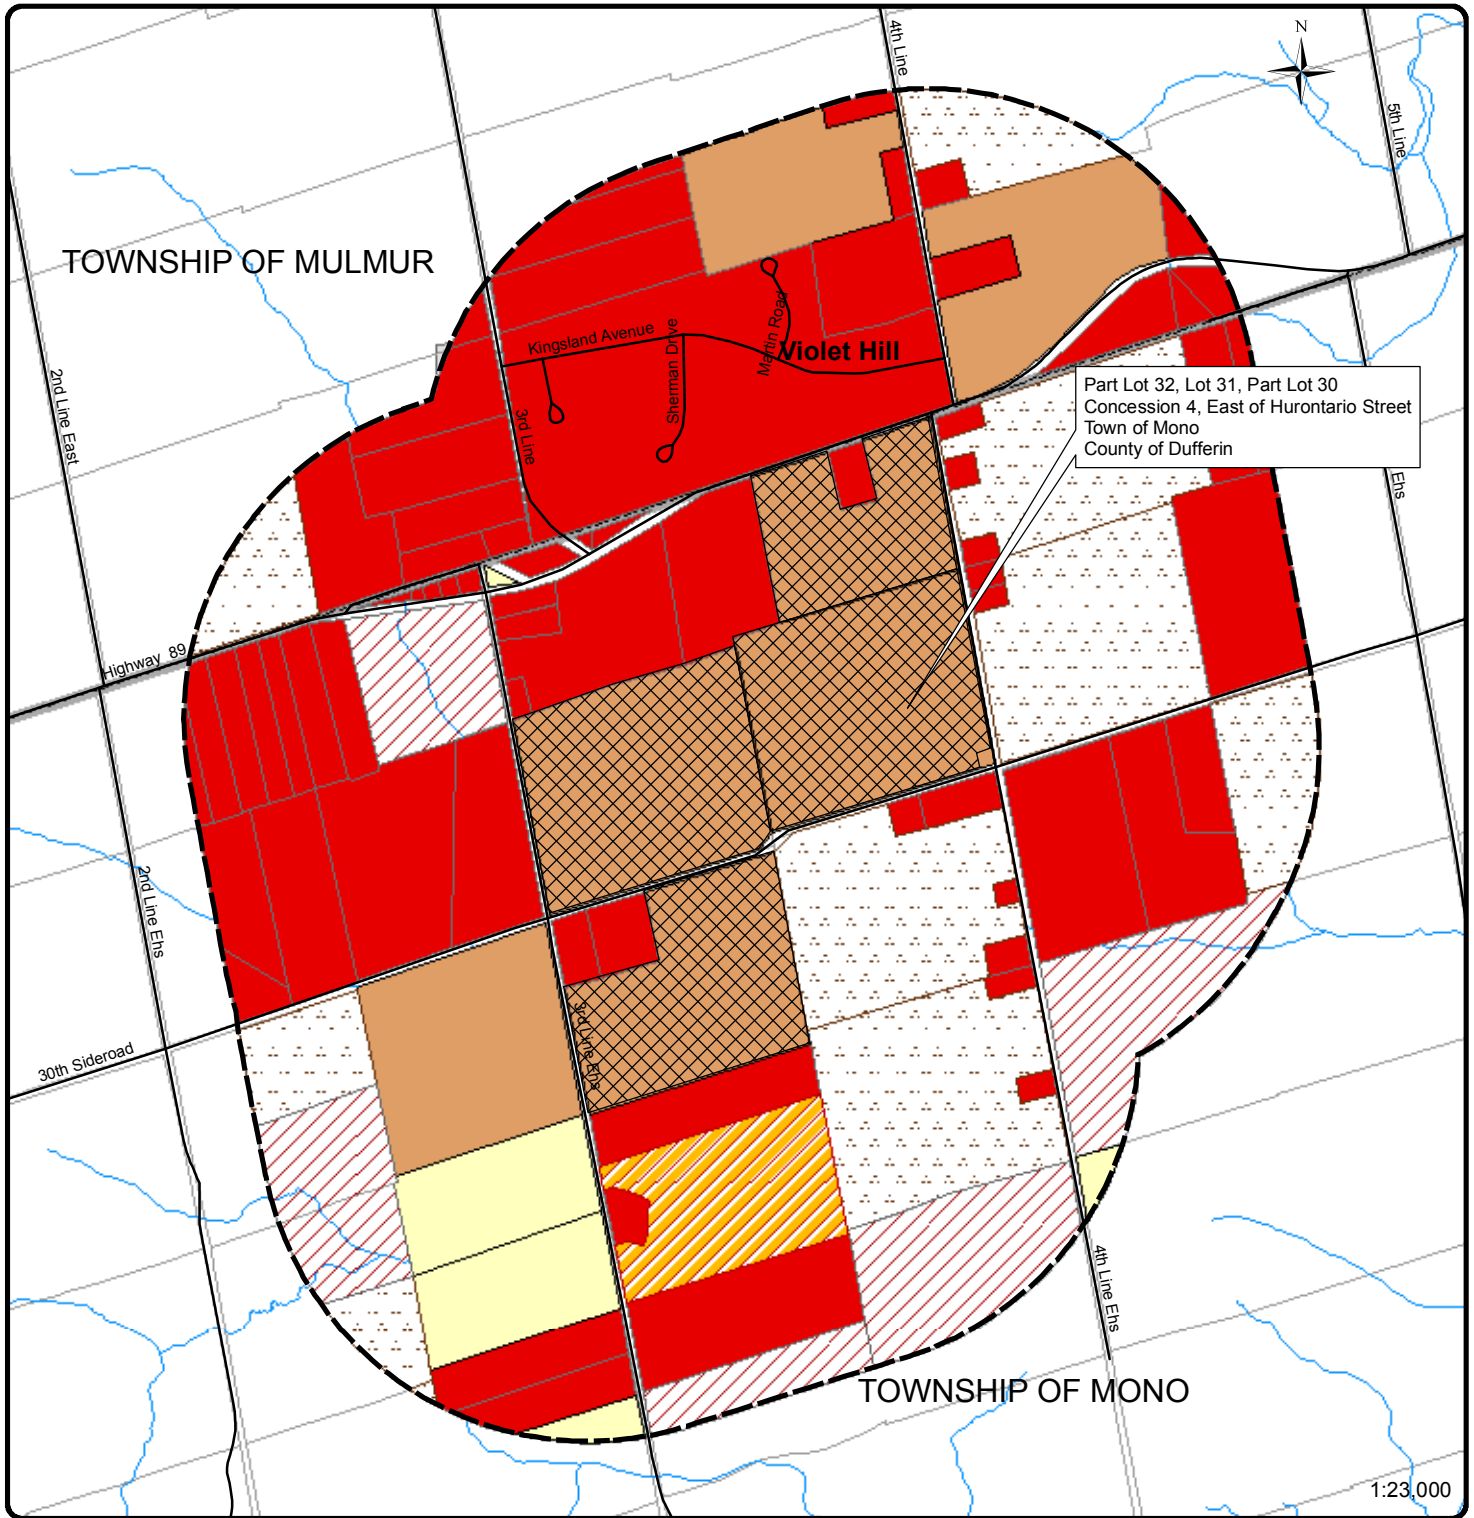 N
4th Line
5th Line
TOWNSHIP OF MULMUR
Kingsland Avenue
Sherman Drive
Martin Road
Violet Hill
2nd Line East
3rd Line
Part Lot 32, Lot 31, Part Lot 30
Concession 4, East of Hurontario Street
Town of Mono
County of Dufferin
Ehs
Highway 89
2nd Line Ehs
30th Sideroad
3rd Line Ehs
4th Line Ehs
TOWNSHIP OF MONO
1:23,000